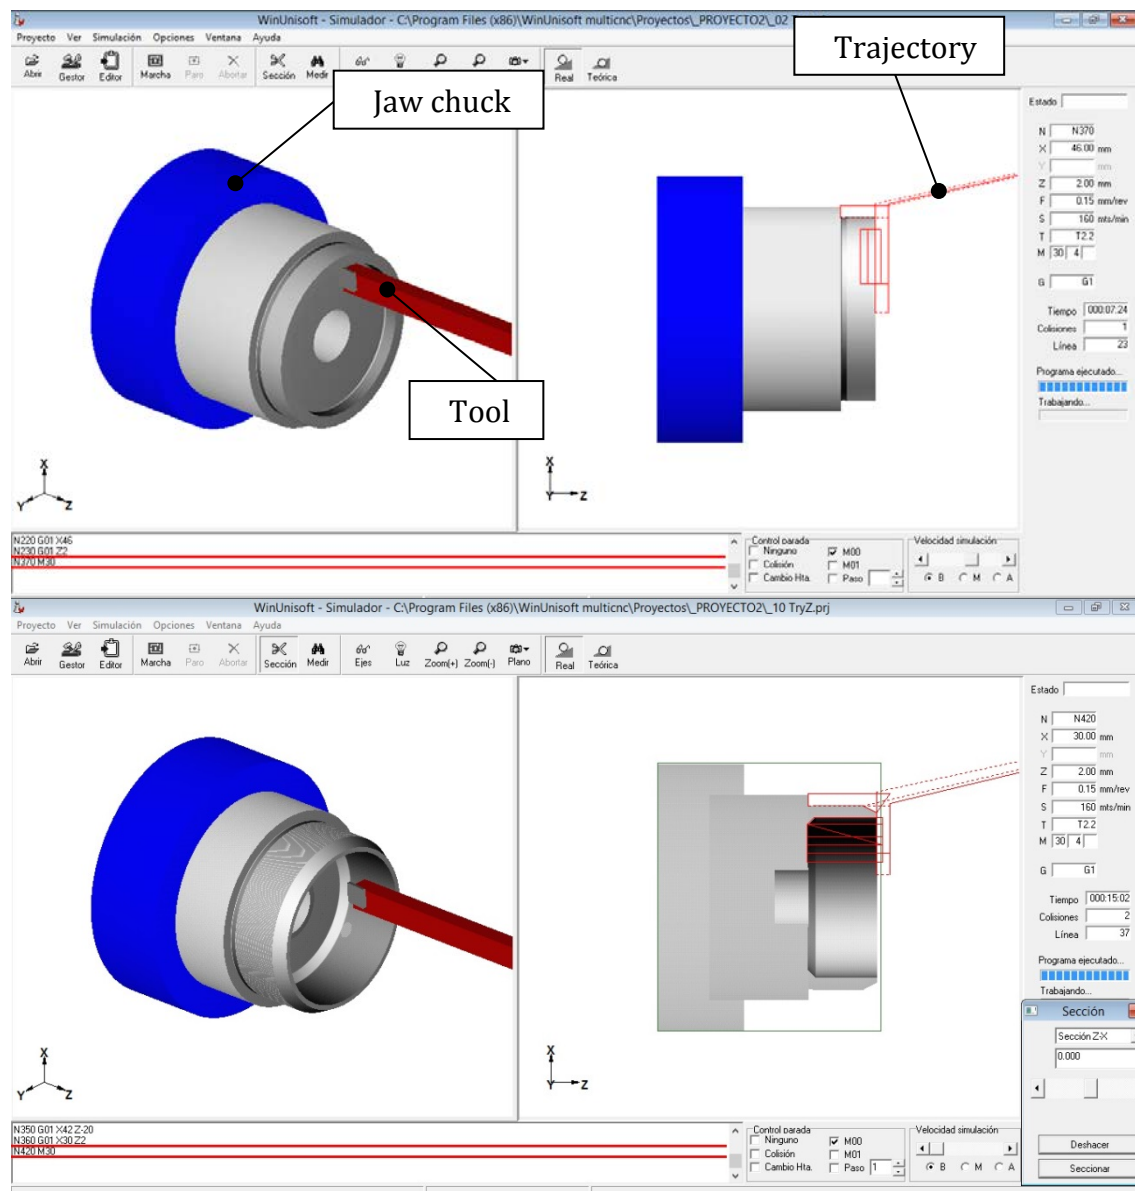 WinUnisoft - Simulador - C:\Program Files (x86)\WinUnisoft multicnc\Proyectos\_PROYECTO2\_02
Proyecto Ver Simulación Opciones Ventana Ayuda
Abrir Gestor Editor Marcha Paro Abortar Sección Medir Real Teórica
Trajectory
Jaw chuck
Tool
Estado
N N370
X 46.00 mm
Y mm
Z 2.00 mm
F 0.15 mm/rev
S 160 mts/min
T T2.2
M 30 4
G G1
Tiempo 000:07:24
Colisiones 1
Línea 23
Programa ejecutado...
Trabajando...
X
Y Z
X
Y Z
N220 G01 X46
N230 G01 Z2
N370 M30
Control parada
Ninguno M00
Colisión M01
Cambio Hta. Paso
Velocidad simulación
B M A
WinUnisoft - Simulador - C:\Program Files (x86)\WinUnisoft multicnc\Proyectos\_PROYECTO2\_10 TryZ.prj
Proyecto Ver Simulación Opciones Ventana Ayuda
Abrir Gestor Editor Marcha Paro Abortar Sección Medir Ejes Luz Zoom(+) Zoom(-) Plano Real Teórica
Estado
N N420
X 30.00 mm
Y mm
Z 2.00 mm
F 0.15 mm/rev
S 160 mts/min
T T2.2
M 30 4
G G1
Tiempo 000:15:02
Colisiones 2
Línea 37
Programa ejecutado...
Trabajando...
Sección
Sección Z-X
0.000
Deshacer
Seccionar
X
Y Z
X
Y Z
N350 G01 X42 Z-20
N360 G01 X30 Z2
N420 M30
Control parada
Ninguno M00
Colisión M01
Cambio Hta. Paso 1
Velocidad simulación
B M A